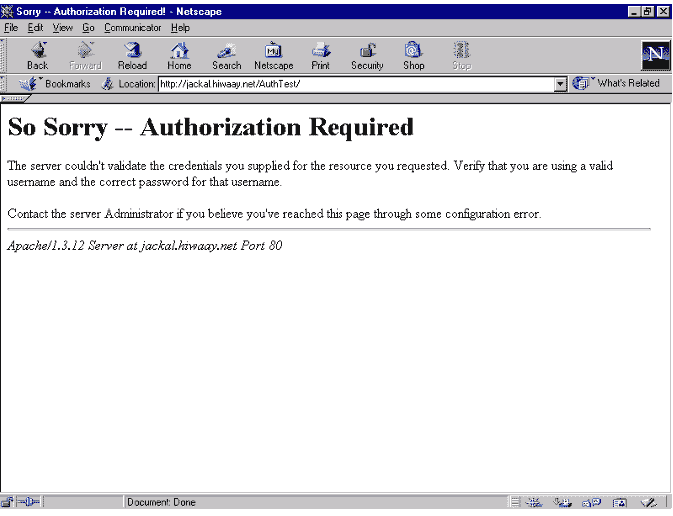 Sorry -- Authorization Required! - Netscape
File Edit View Go Communicator Help
Back Forward Reload Home Search Netscape Print Security Shop Stop
My
N
Bookmarks Location: http://jackal.hiwaay.net/AuthTest/ What's Related
So Sorry -- Authorization Required
The server couldn't validate the credentials you supplied for the resource you requested. Verify that you are using a valid
username and the correct password for that username.
Contact the server Administrator if you believe you've reached this page through some configuration error.
Apache/1.3.12 Server at jackal.hiwaay.net Port 80
Document: Done